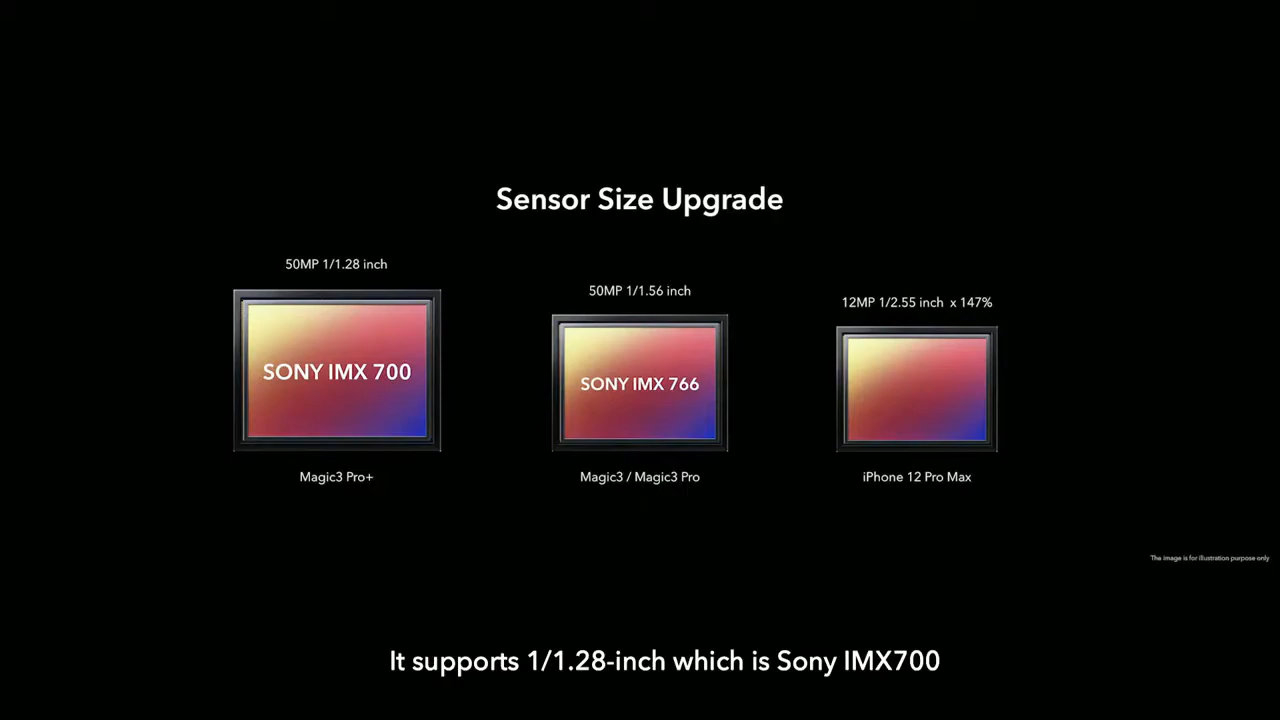 Sensor Size Upgrade
50MP 1/1.28 inch
50MP 1/1.56 inch
12MP 1/2.55 inch x 147%
SONY IMX 700
SONY IMX 766
Magic3 Pro+
Magic3 / Magic3 Pro
iPhone 12 Pro Max
The image is for illustration purpose only
It supports 1/1.28-inch which is Sony IMX700